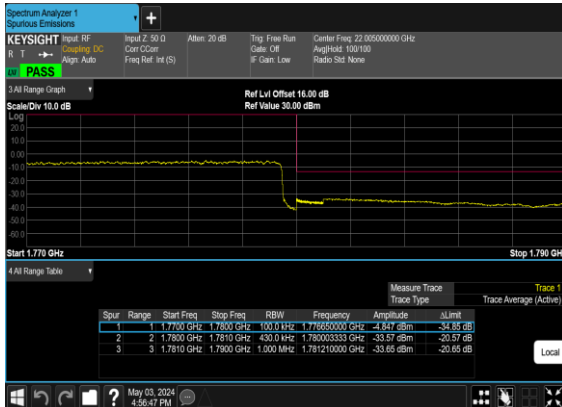 Spectrum Analyzer 1
Spurious Emissions
KEYSIGHT Input: RF Input Z: 50 Ω Atten: 20 dB Trig: Free Run Center Freq: 22.005000000 GHz
R T Coupling: DC Corr CCorr Gate: Off Avg|Hold: 100/100
Align: Auto Freq Ref: Int (S) IF Gain: Low Radio Std: None
PASS
3 All Range Graph
Ref Lvl Offset 16.00 dB
Scale/Div 10.0 dB Ref Value 30.00 dBm
Log
20.0
10.0
0.00
-10.0
-20.0
-30.0
-40.0
-50.0
-60.0
Start 1.770 GHz Stop 1.790 GH
4 All Range Table
Measure Trace Trace 1
Trace Type Trace Average (Active)
Spur Range Start Freq Stop Freq RBW Frequency Amplitude ΔLimit
1 1 1.7700 GHz 1.7800 GHz 100.0 kHz 1.776650000 GHz -4.847 dBm -34.85 dB
2 2 1.7800 GHz 1.7810 GHz 430.0 kHz 1.780003333 GHz -33.57 dBm -20.57 dB
3 3 1.7810 GHz 1.7900 GHz 1.000 MHz 1.781210000 GHz -33.65 dBm -20.65 dB
Local
May 03, 2024
4:56:47 PM